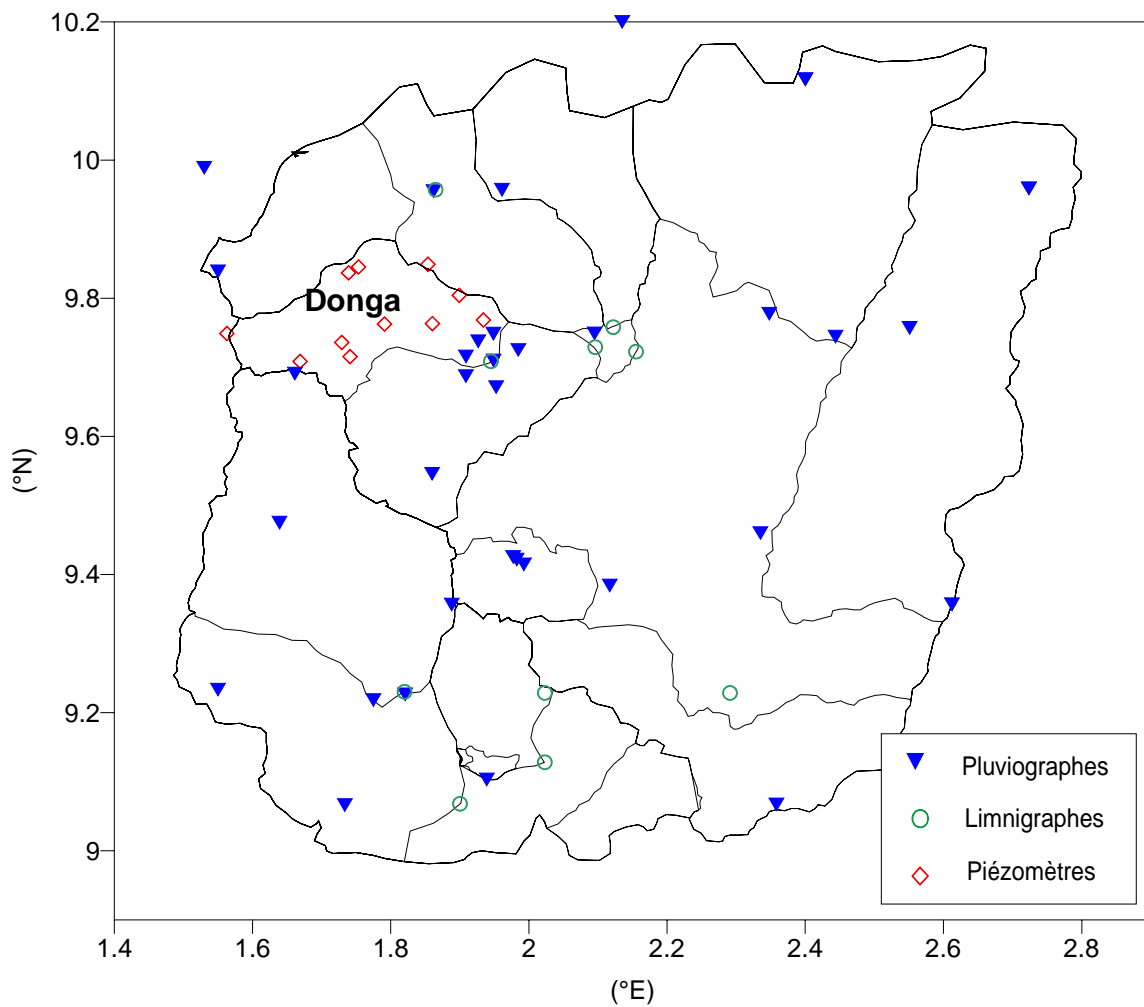 10.2
10
9.8
9.6
9.4
9.2
9
(°N)
Donga
Pluviographes
Limnigraphes
Piézomètres
1.4 1.6 1.8 2 2.2 2.4 2.6 2.8
(°E)